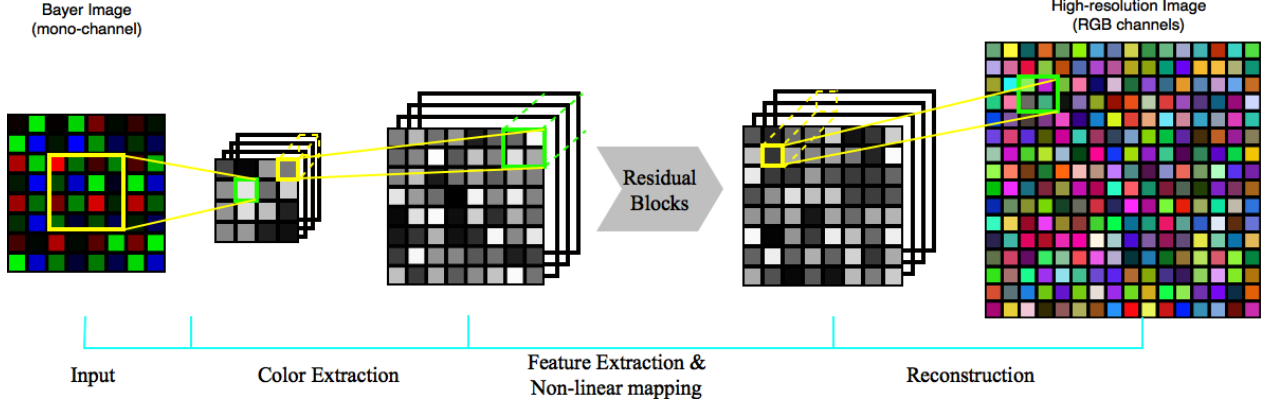 Bayer Image
(mono-channel)
High-resolution Image
(RGB channels)
Residual
Blocks
Input
Color Extraction
Feature Extraction &
Non-linear mapping
Reconstruction